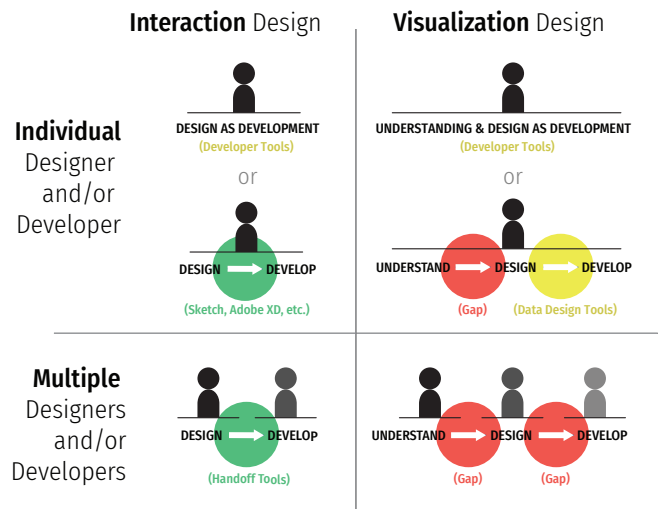 Interaction Design
Visualization Design
Individual
Designer
and/or
Developer
DESIGN AS DEVELOPMENT
(Developer Tools)
or
DESIGN DEVELOP
(Sketch, Adobe XD, etc.)
UNDERSTANDING & DESIGN AS DEVELOPMENT
(Developer Tools)
or
UNDERSTAND DESIGN DEVELOP
(Gap) (Data Design Tools)
Multiple
Designers
and/or
Developers
DESIGN DEVELOP
(Handoff Tools)
UNDERSTAND DESIGN DEVELOP
(Gap) (Gap)